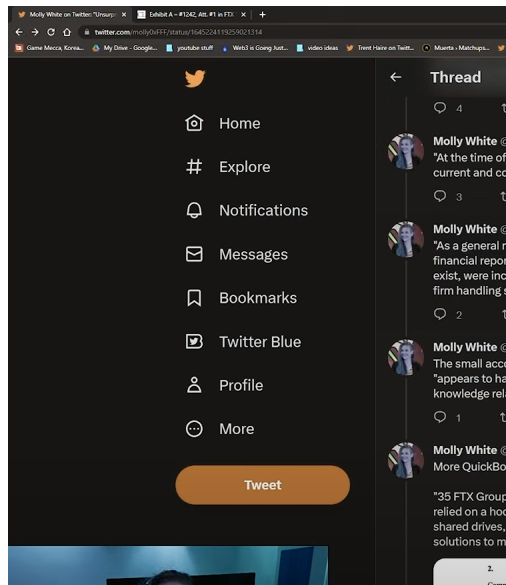 Molly White on Twitter: "Unsurp
Exhibit A – #1242, Att. #1 in FTX
twitter.com/molly0xFFF/status/1645224119259021314
Game Mecca, Korea... My Drive - Google... youtube stuff Web3 is Going Just... video ideas Trent Haire on Twitt... Muerta › Matchups...
Home
Explore
Notifications
Messages
Bookmarks
Twitter Blue
Profile
More
Tweet
Thread
4
Molly White @
"At the time of
current and co
3
Molly White @
"As a general
financial repor
exist, were inc
firm handling
2
Molly White @
The small acco
"appears to ha
knowledge rel
1
Molly White @
More QuickBo
"35 FTX Group
relied on a hod
shared drives,
solutions to m
2.